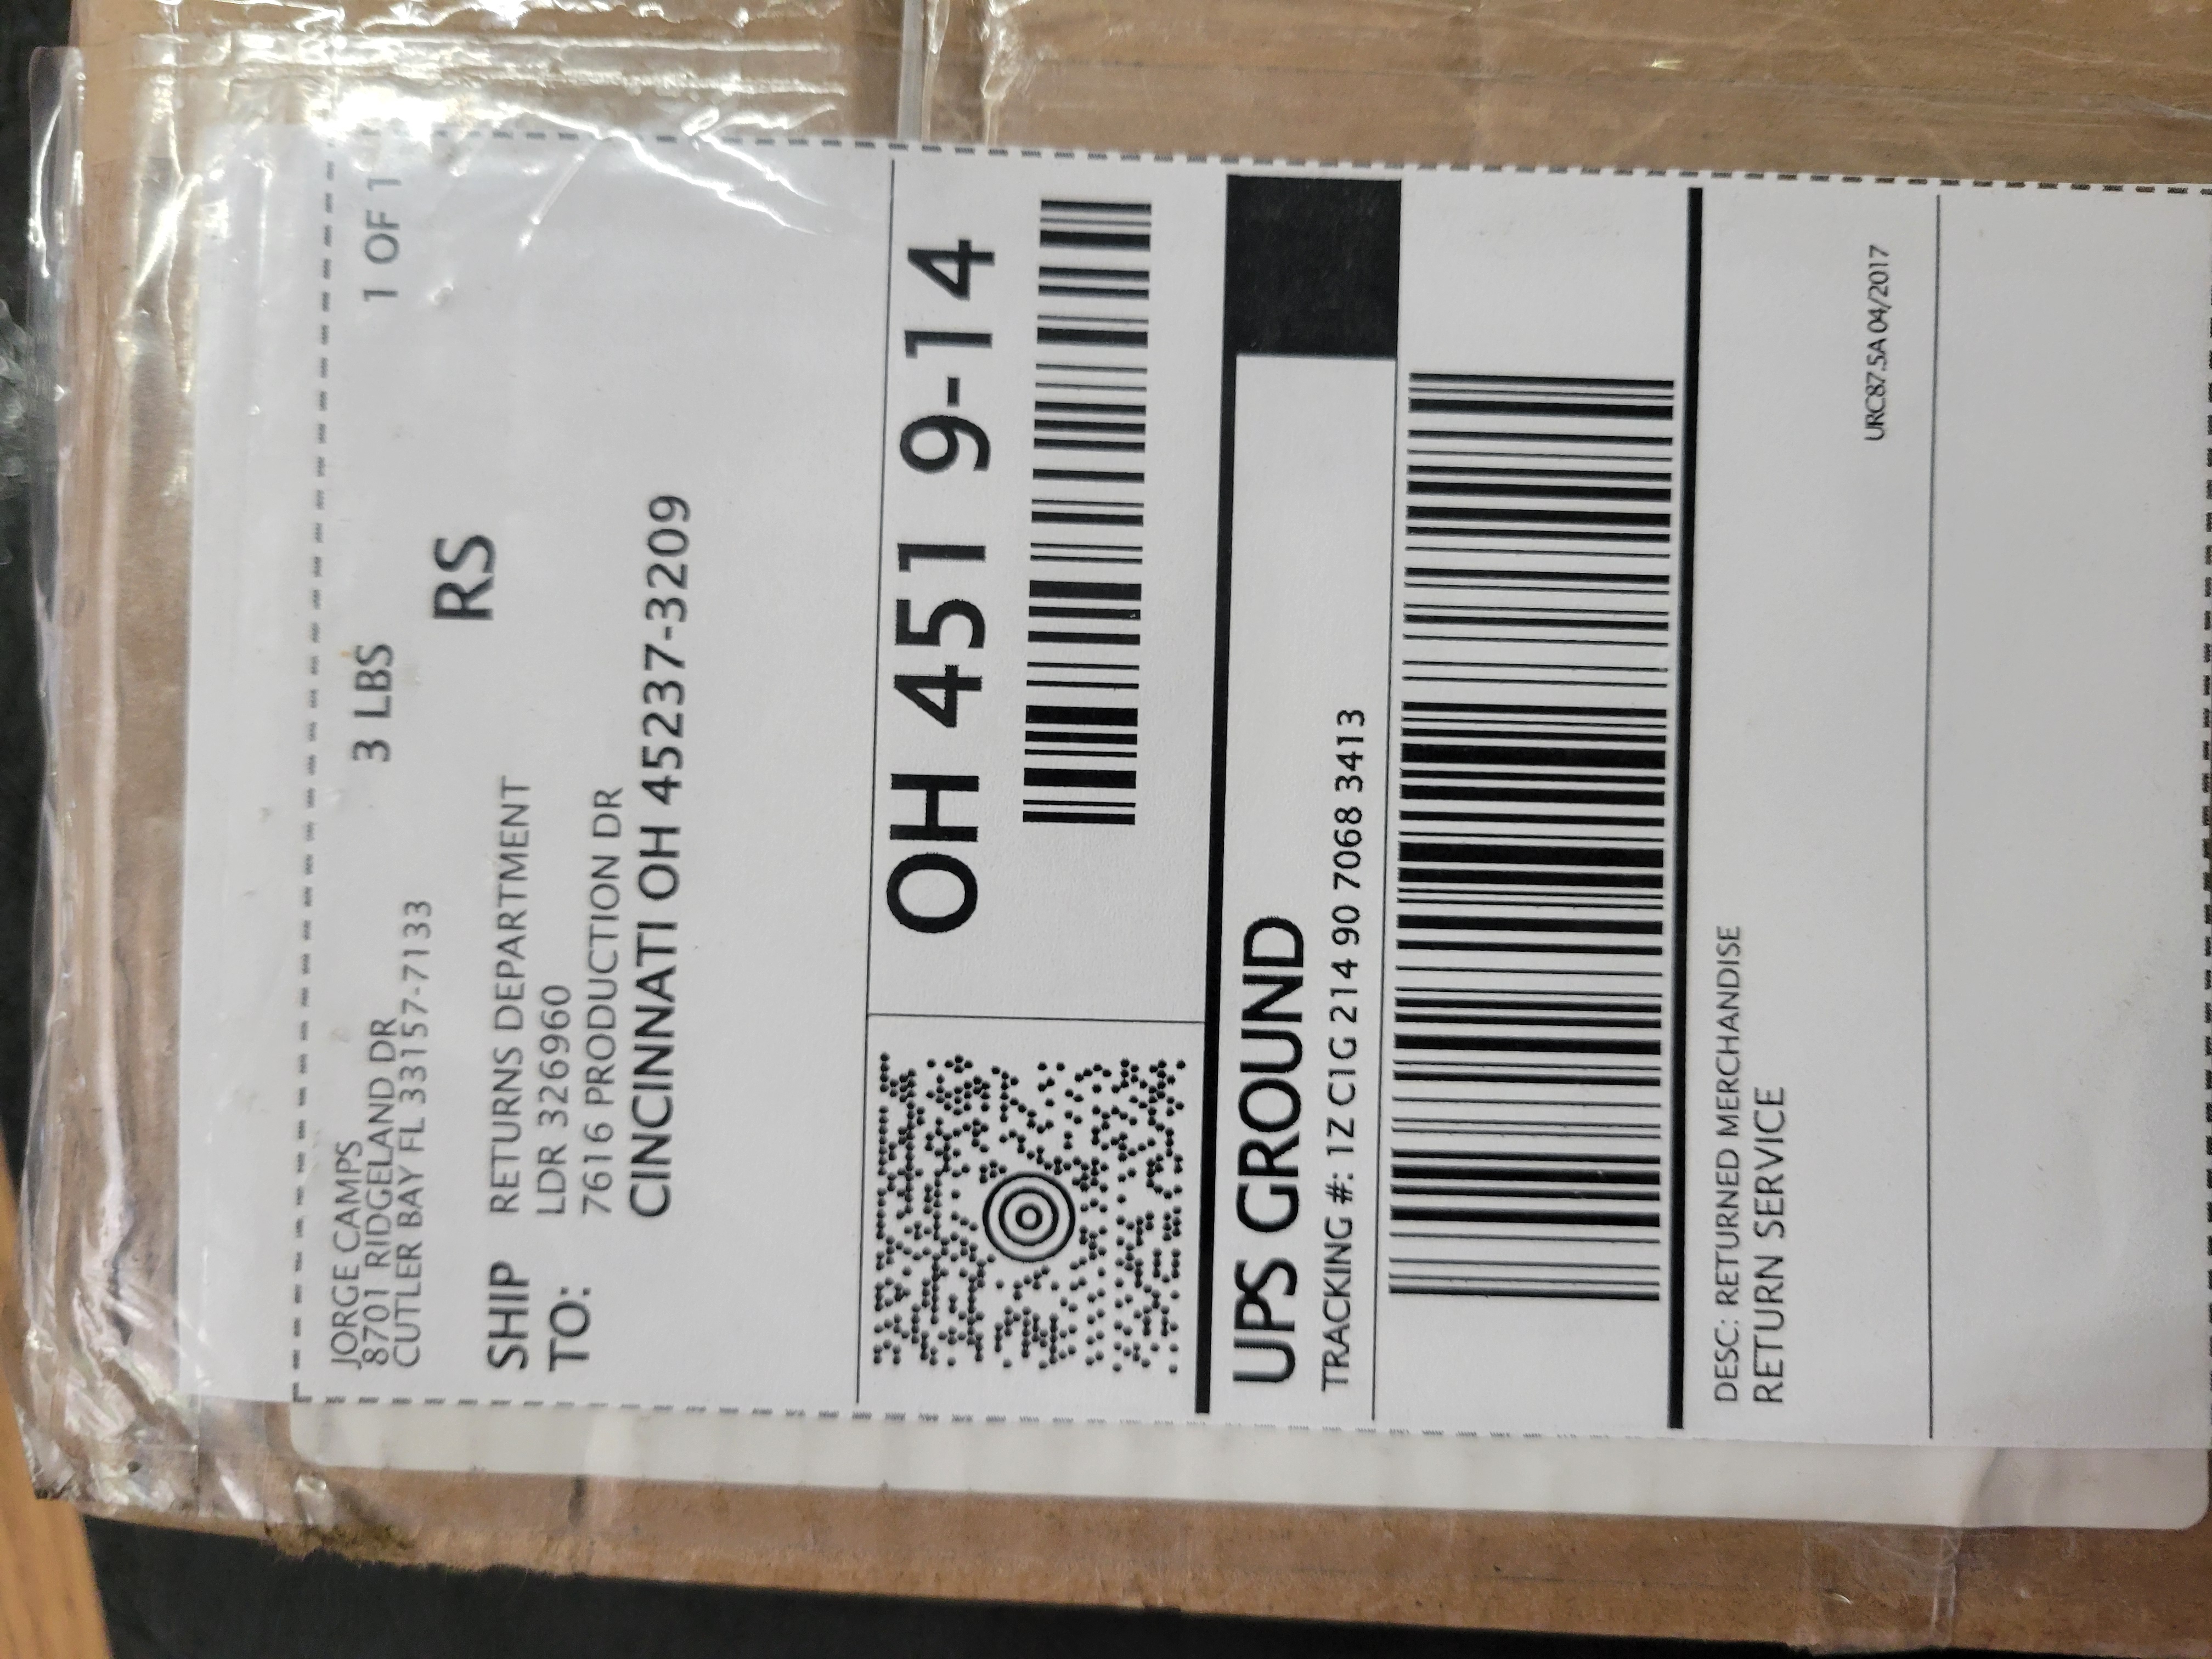 JORGE CAMPS
8701 RIDGELAND DR
CUTLER BAY FL 33157-7133
3 LBS
1 OF 1
RS
SHIP
TO:
RETURNS DEPARTMENT
LDR 326960
7616 PRODUCTION DR
CINCINNATI OH 45237-3209
OH 451 9-14
UPS GROUND
TRACKING #: 1Z C1G 214 90 7068 3413
DESC: RETURNED MERCHANDISE
RETURN SERVICE
URC87.5A 04/2017